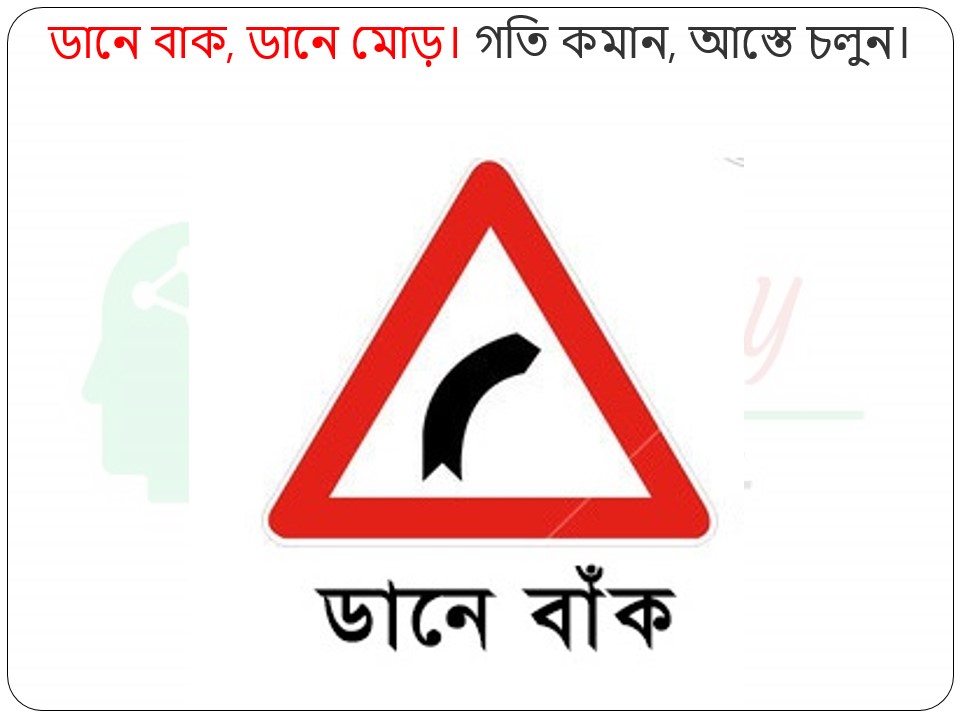 ডানে বাক, ডানে মোড়। গতি কমান, আস্তে চলুন।
ডানে বাঁক